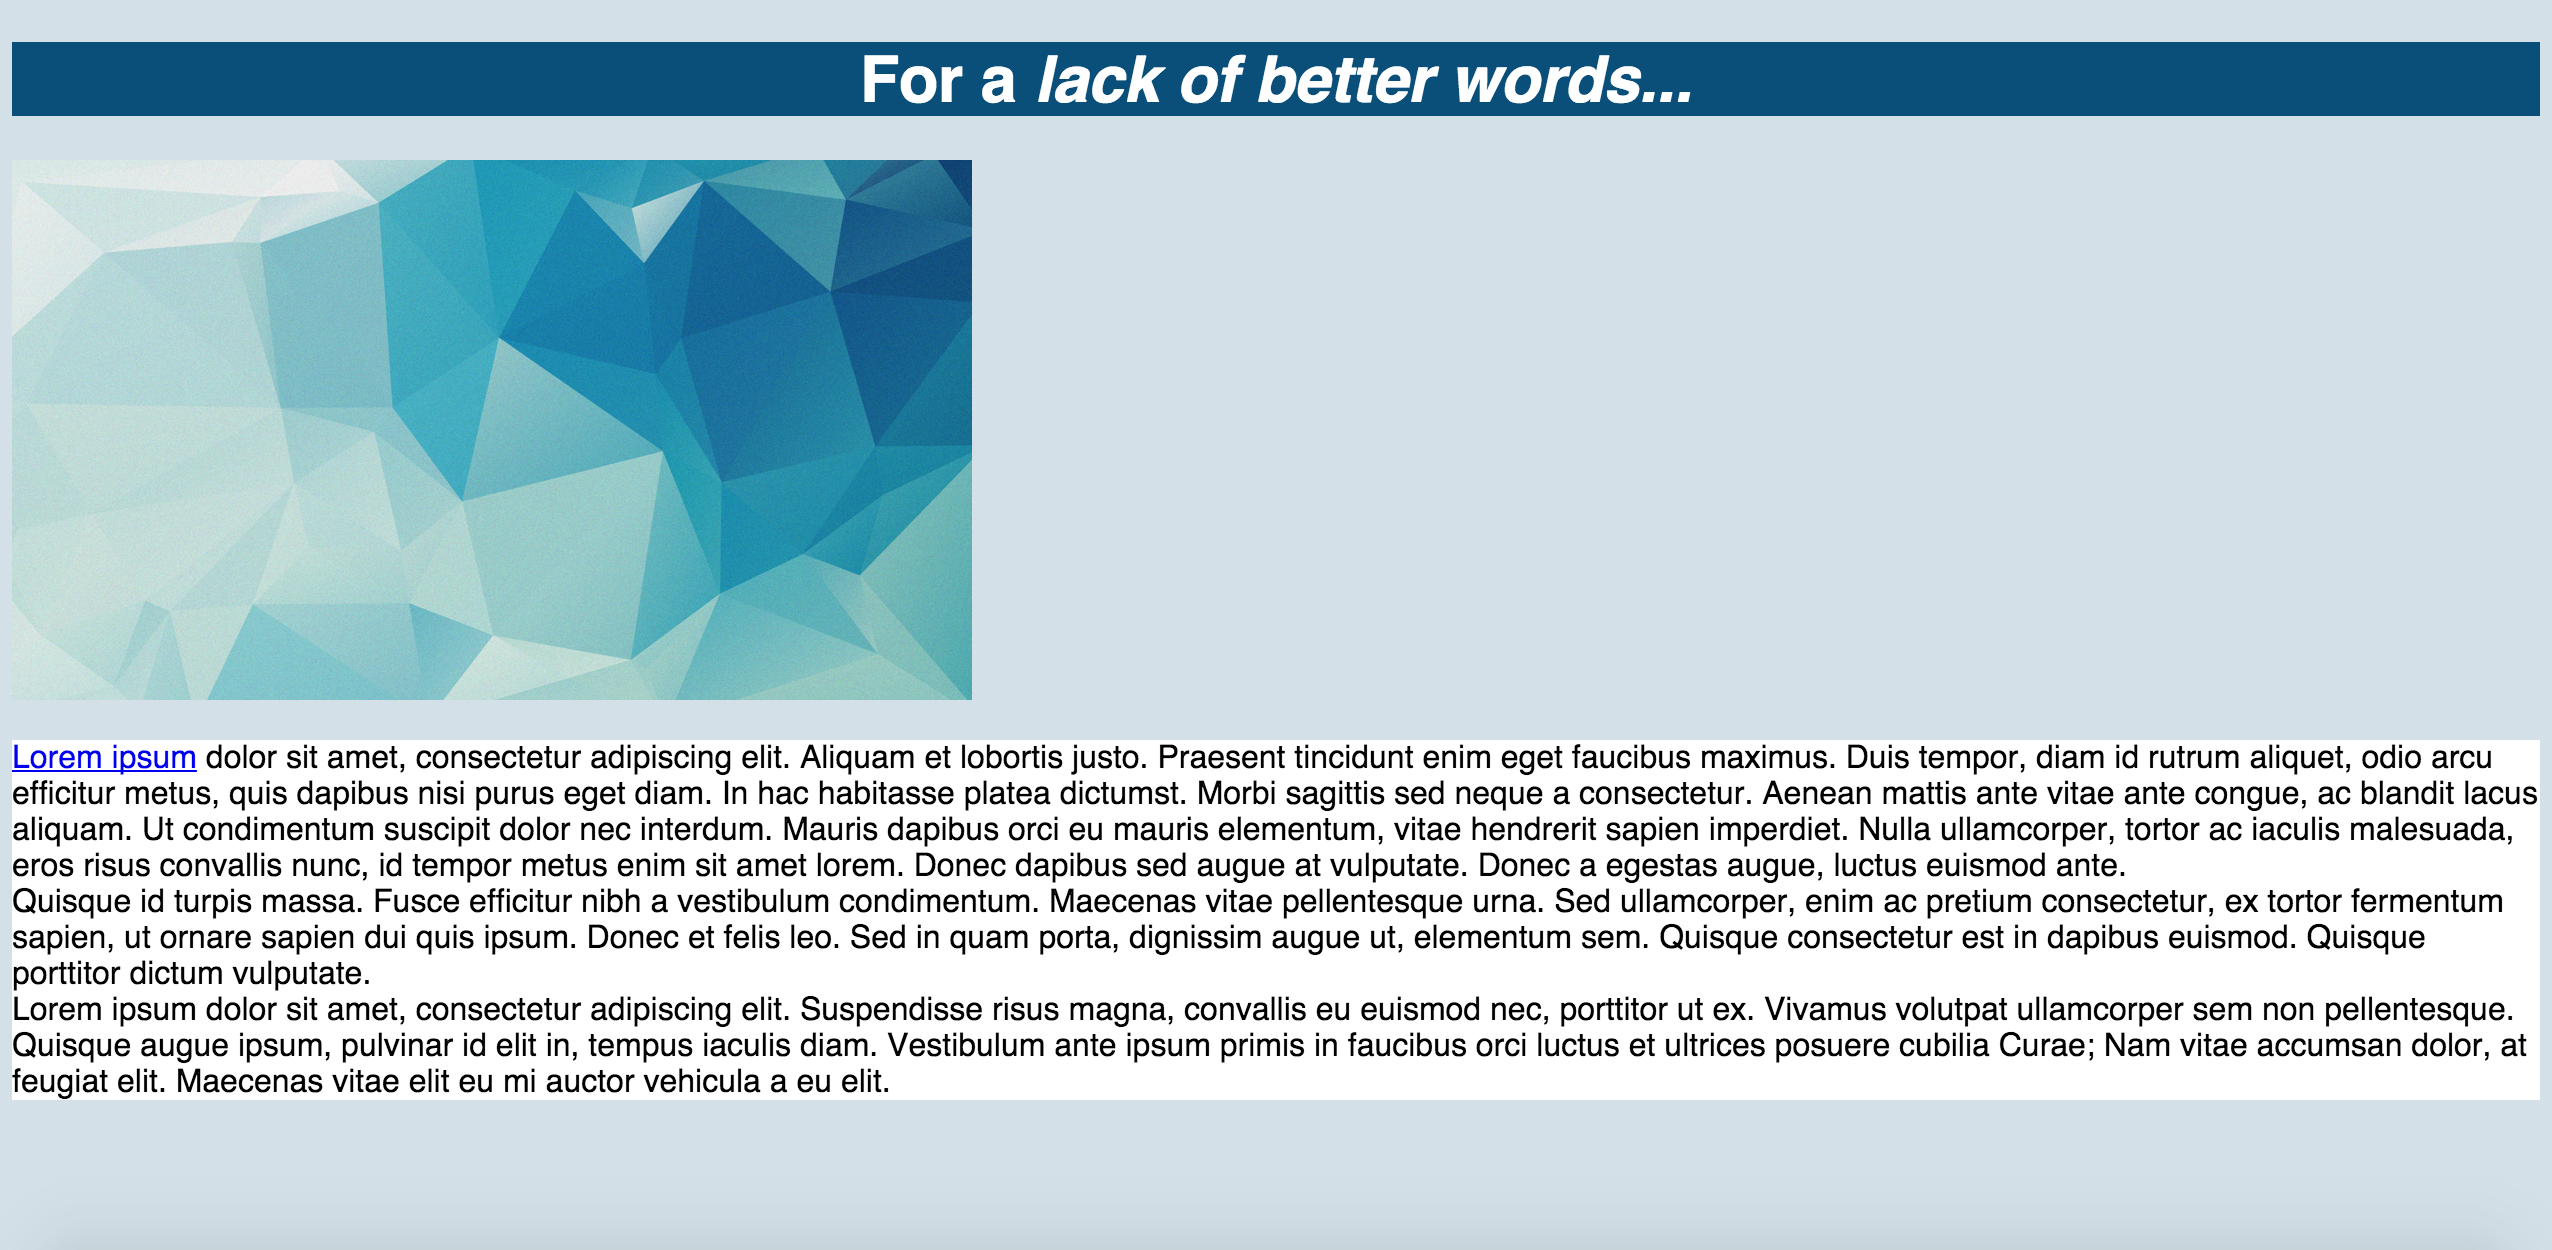 For a lack of better words...
Lorem ipsum dolor sit amet, consectetur adipiscing elit. Aliquam et lobortis justo. Praesent tincidunt enim eget faucibus maximus. Duis tempor, diam id rutrum aliquet, odio arcu
efficitur metus, quis dapibus nisi purus eget diam. In hac habitasse platea dictumst. Morbi sagittis sed neque a consectetur. Aenean mattis ante vitae ante congue, ac blandit lacus
aliquam. Ut condimentum suscipit dolor nec interdum. Mauris dapibus orci eu mauris elementum, vitae hendrerit sapien imperdiet. Nulla ullamcorper, tortor ac iaculis malesuada,
eros risus convallis nunc, id tempor metus enim sit amet lorem. Donec dapibus sed augue at vulputate. Donec a egestas augue, luctus euismod ante.
Quisque id turpis massa. Fusce efficitur nibh a vestibulum condimentum. Maecenas vitae pellentesque urna. Sed ullamcorper, enim ac pretium consectetur, ex tortor fermentum
sapien, ut ornare sapien dui quis ipsum. Donec et felis leo. Sed in quam porta, dignissim augue ut, elementum sem. Quisque consectetur est in dapibus euismod. Quisque
porttitor dictum vulputate.
Lorem ipsum dolor sit amet, consectetur adipiscing elit. Suspendisse risus magna, convallis eu euismod nec, porttitor ut ex. Vivamus volutpat ullamcorper sem non pellentesque.
Quisque augue ipsum, pulvinar id elit in, tempus iaculis diam. Vestibulum ante ipsum primis in faucibus orci luctus et ultrices posuere cubilia Curae; Nam vitae accumsan dolor, at
feugiat elit. Maecenas vitae elit eu mi auctor vehicula a eu elit.